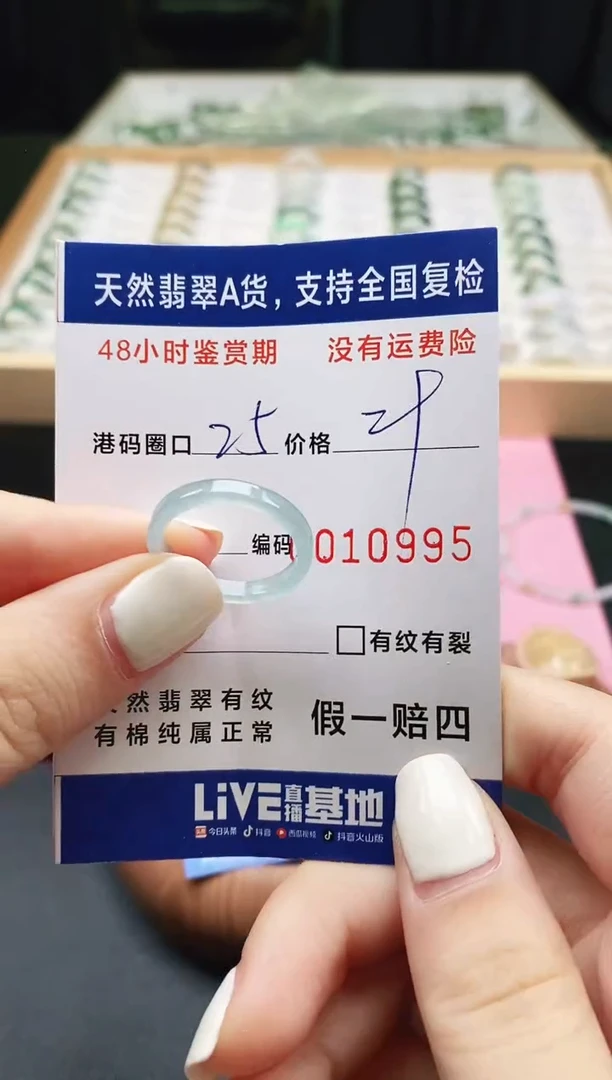 天然翡翠A货，支持全国复检
48小时鉴赏期 没有运费险
港码圈口 25 价格
编码 010995
□有纹有裂
然翡翠有纹
有棉纯属正常
假一赔四
LiVE直播基地
头条 今日头条 抖音 西瓜视频 抖音火山版